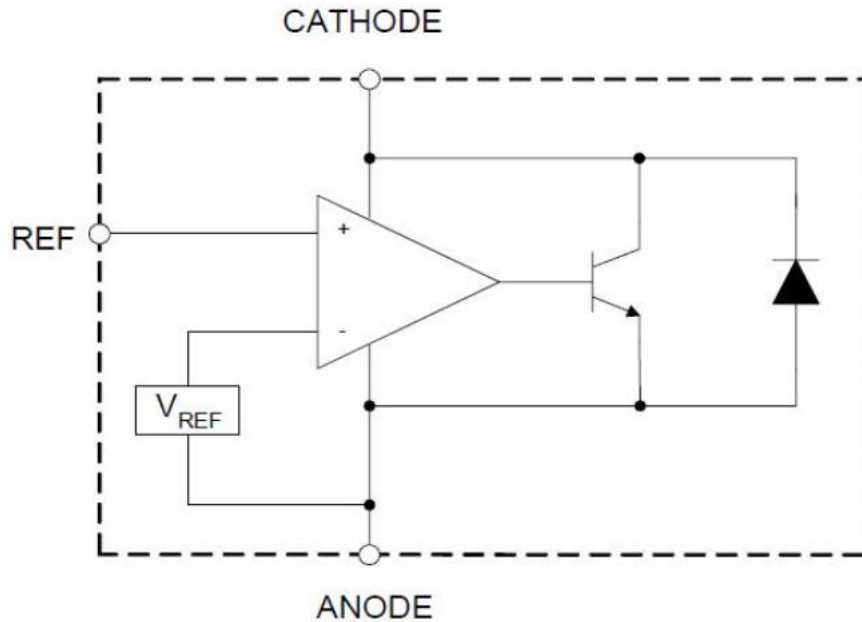 CATHODE
REF
+
-
VREF
ANODE